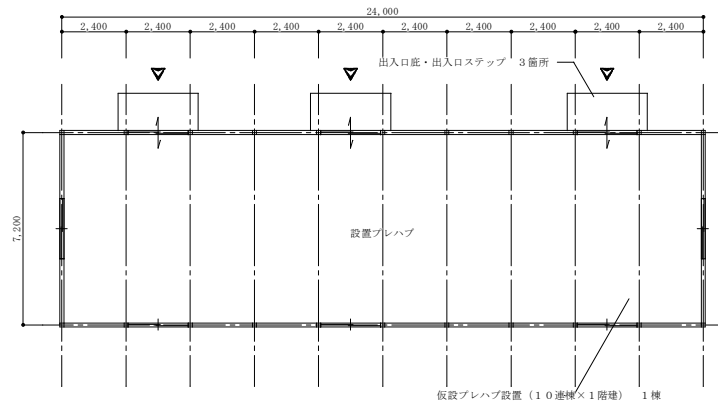 24,000
2,400 2,400 2,400 2,400 2,400 2,400 2,400 2,400 2,400 2,400
出入口庇・出入口ステップ　３箇所
7,200
設置プレハブ
仮設プレハブ設置（１０連棟×１階建）　１棟